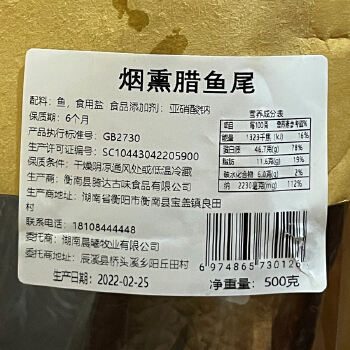 烟熏腊鱼尾
配料：鱼，食用盐 食品添加剂：亚硝酸钠
保质期：6个月
产品执行标准号：GB2730
生产许可证编号：SC10443042205900
保质条件：干燥阴凉通风处或低温冷藏
生产商：衡南县腾达古味食品有限公司
生产地址：湖南省衡阳市衡南县宝盖镇良田村
联系电话：18108444448
委托商：湖南晨曦牧业有限公司
委托商地址：辰溪县桥头溪乡阳丘田村
生产日期：2022-02-25
营养成分表
项目 每100克 营养素参考值%
能量 1329千焦(kJ) 16%
蛋白质 46.7克(g) 78%
脂肪 11.6克(g) 19%
碳水化合物 6.0克(g) 2%
钠 2230毫克(mg) 112%
6 974865 730126
净重量：500克